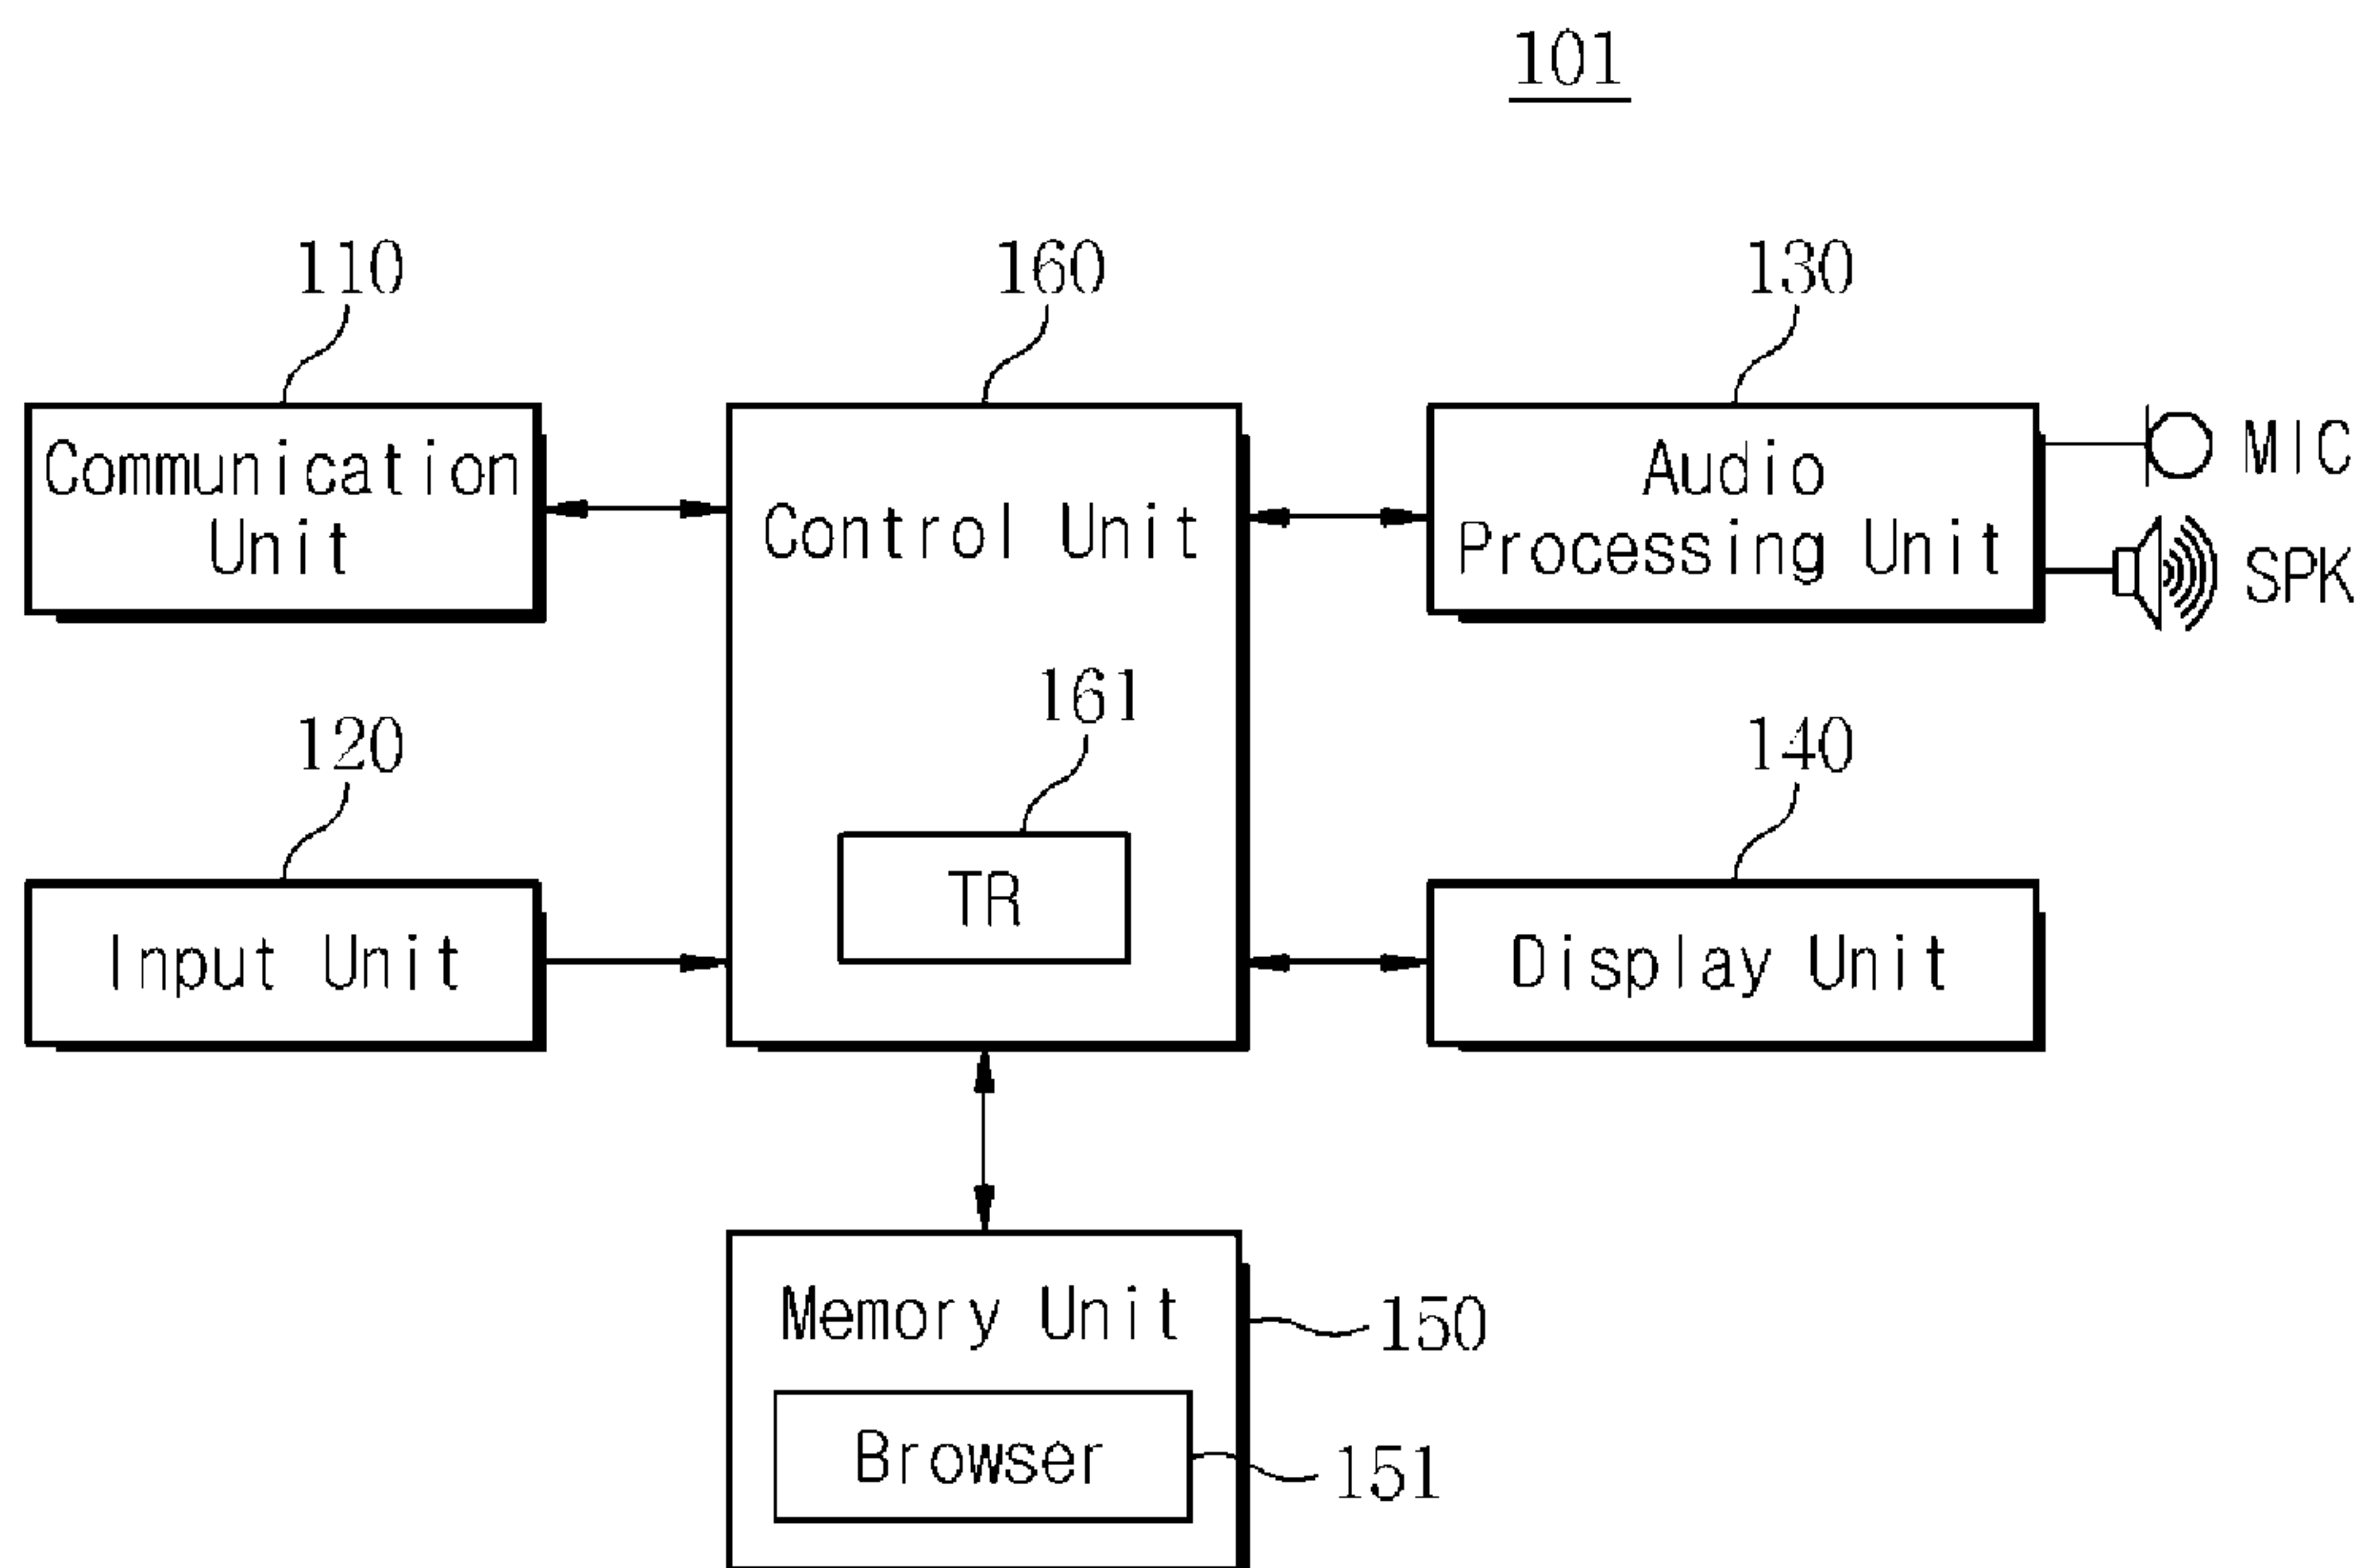 101
110
160
130
Communication
Unit
Control Unit
Audio
Processing Unit
MIC
SPK
120
161
140
Input Unit
TR
Display Unit
Memory Unit
150
Browser
151